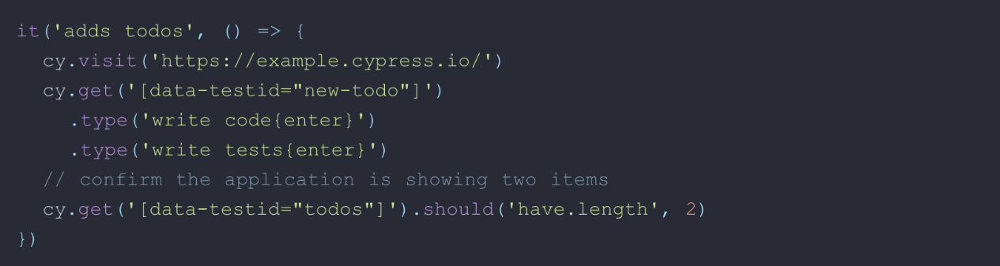 it('adds todos', () => {
  cy.visit('https://example.cypress.io/')
  cy.get('[data-testid="new-todo"]')
    .type('write code{enter}')
    .type('write tests{enter}')
  // confirm the application is showing two items
  cy.get('[data-testid="todos"]').should('have.length', 2)
})